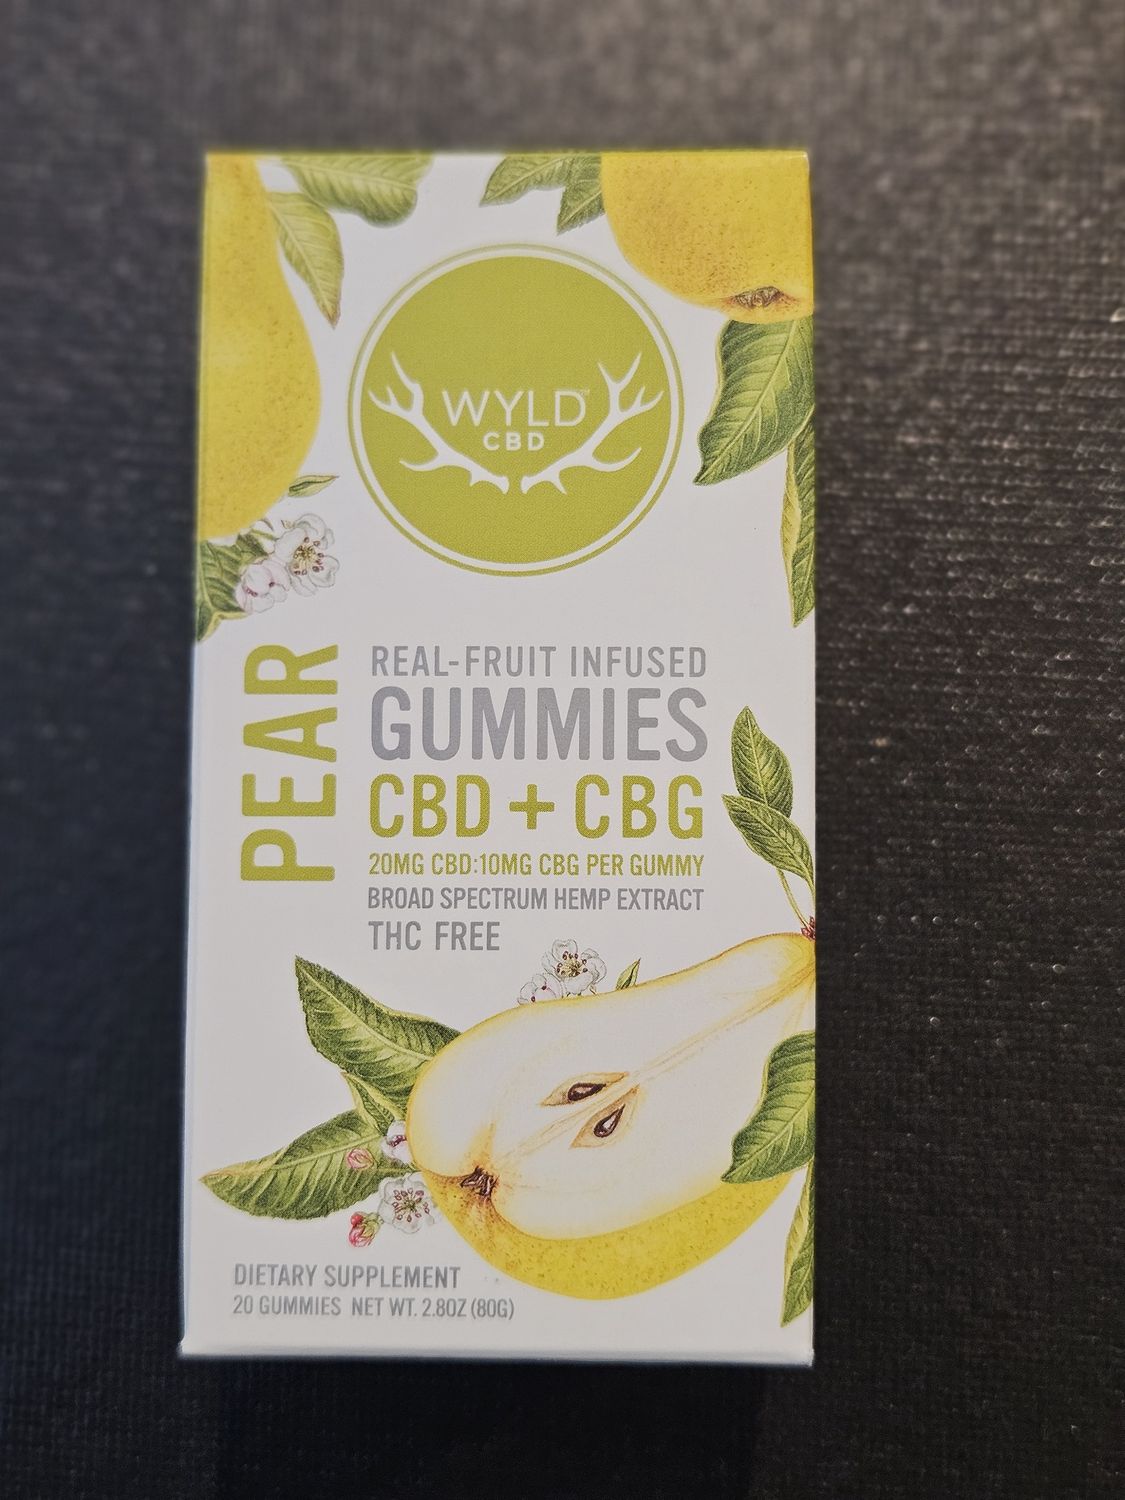 WYLD™
CBD
PEAR
REAL-FRUIT INFUSED
GUMMIES
CBD + CBG
20MG CBD:10MG CBG PER GUMMY
BROAD SPECTRUM HEMP EXTRACT
THC FREE
DIETARY SUPPLEMENT
20 GUMMIES NET WT. 2.8OZ (80G)